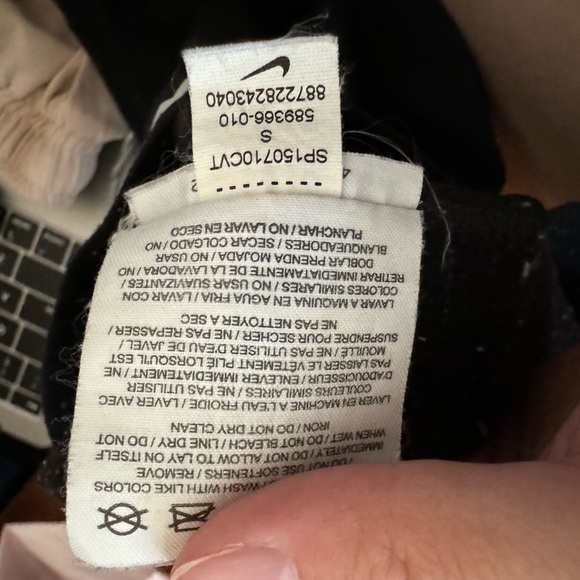 WASH WITH LIKE COLORS
/ DO NOT USE SOFTENERS / REMOVE
IMMEDIATELY / DO NOT ALLOW TO LAY ON ITSELF
WHEN WET / DO NOT BLEACH / LINE DRY / DO NOT
IRON / DO NOT DRY CLEAN
LAVER EN MACHINE A L'EAU FROIDE / LAVER AVEC
COULEURS SIMILAIRES / NE PAS UTILISER
D'ADOUCISSEUR / ENLEVER IMMEDIATEMENT / NE
PAS LAISSER LE VÊTEMENT PLIÉ LORSQU'IL EST
MOUILLÉ / NE PAS UTILISER D'EAU DE JAVEL /
SUSPENDRE POUR SECHER / NE PAS REPASSER /
NE PAS NETTOYER A SEC
LAVAR A MAQUINA EN AGUA FRIA / LAVAR CON
COLORES SIMILARES / NO USAR SUAVIZANTES /
RETIRAR IMMEDIATAMENTE DE LA LAVADORA / NO
DOBLAR PRENDA MOJADA / NO USAR
BLANQUEADORES / SECAR COLGADO / NO
PLANCHAR / NO LAVAR EN SECO
SP150710CVT
S
589366-010
887228243040